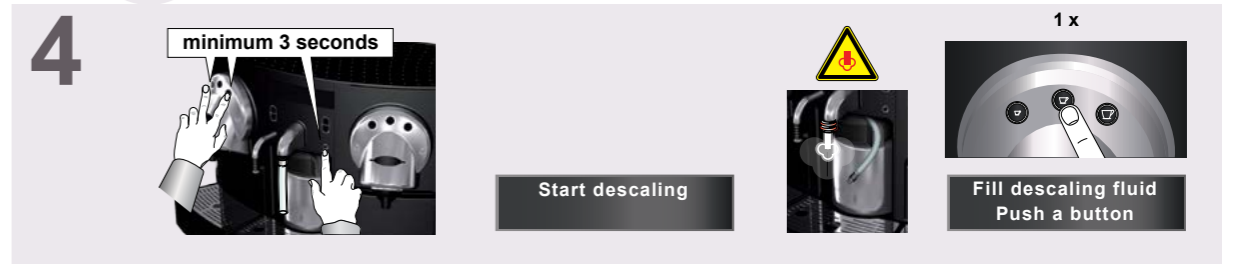 4
minimum 3 seconds
Start descaling
1 x
Fill descaling fluid
Push a button